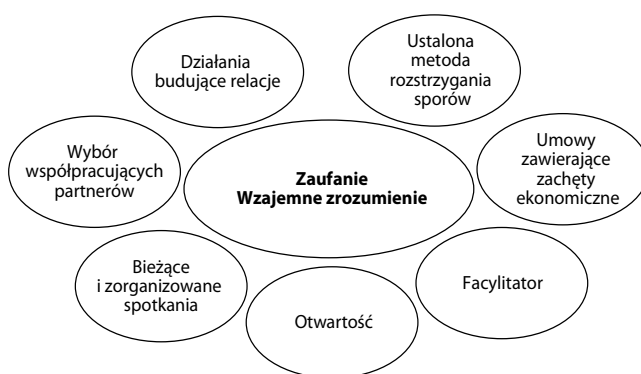 Działania
budujące relacje
Ustalona
metoda
rozstrzygania
sporów
Wybór
współpracujących
partnerów
Zaufanie
Wzajemne zrozumienie
Umowy
zawierające
zachęty
ekonomiczne
Bieżące
i zorganizowane
spotkania
Otwartość
Facylitator